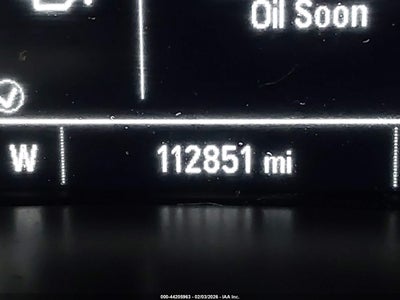 Oil Soon
W
112851 mi
000-44205963 - 02/03/2026 - IAA Inc.